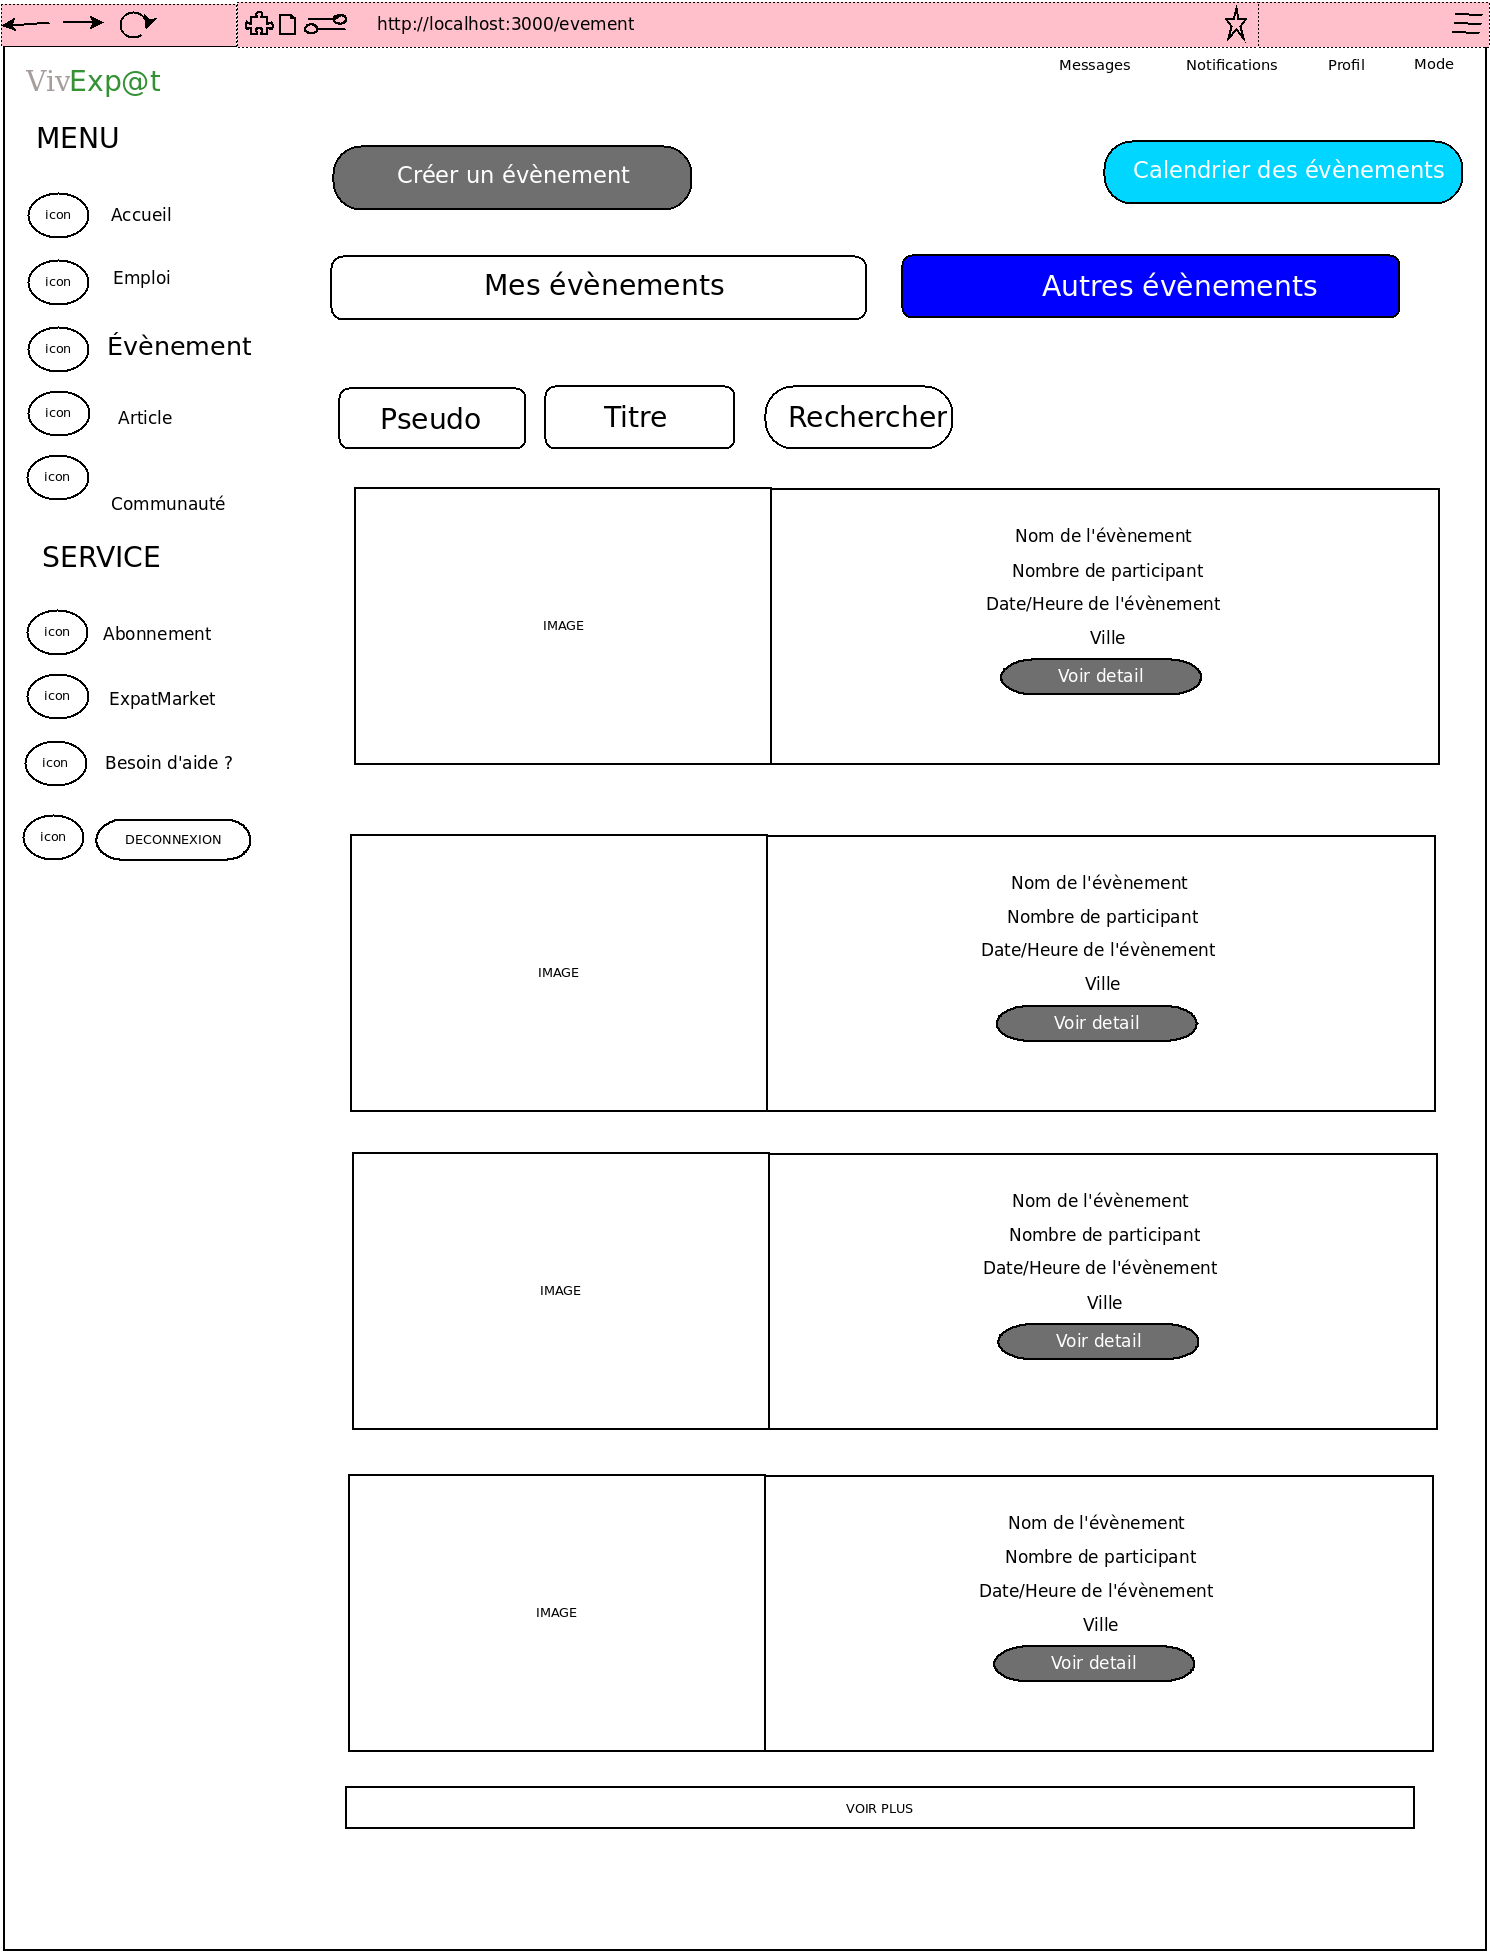 http://localhost:3000/evement
Messages Notifications Profil Mode
VivExp@t
MENU
icon Accueil
icon Emploi
icon Évènement
icon Article
icon Communauté
SERVICE
icon Abonnement
icon ExpatMarket
icon Besoin d'aide ?
icon DECONNEXION
Créer un évènement
Calendrier des évènements
Mes évènements
Autres évènements
Pseudo
Titre
Rechercher
IMAGE
Nom de l'évènement
Nombre de participant
Date/Heure de l'évènement
Ville
Voir detail
IMAGE
Nom de l'évènement
Nombre de participant
Date/Heure de l'évènement
Ville
Voir detail
IMAGE
Nom de l'évènement
Nombre de participant
Date/Heure de l'évènement
Ville
Voir detail
IMAGE
Nom de l'évènement
Nombre de participant
Date/Heure de l'évènement
Ville
Voir detail
VOIR PLUS